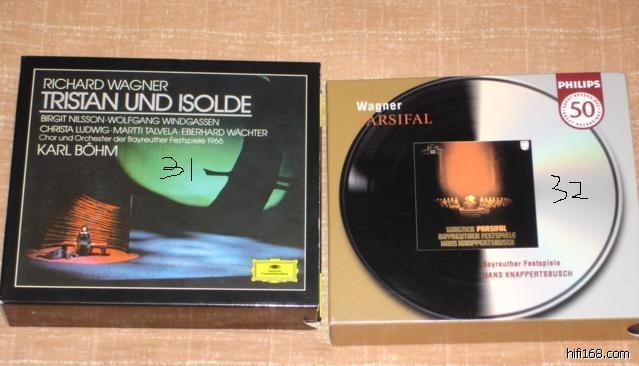 RICHARD WAGNER
TRISTAN UND ISOLDE
BIRGIT NILSSON·WOLFGANG WINDGASSEN
CHRISTA LUDWIG·MARTTI TALVELA·EBERHARD WÄCHTER
Chor und Orchester der Bayreuther Festspiele 1966
KARL BÖHM
31
Deutsche
Grammophon
PHILIPS
50
Wagner
PARSIFAL
32
WAGNER PARSIFAL
BAYREUTHER FESTSPIELE
HANS KNAPPERTSBUSCH
Bayreuther Festspiele
HANS KNAPPERTSBUSCH
hifi168.com